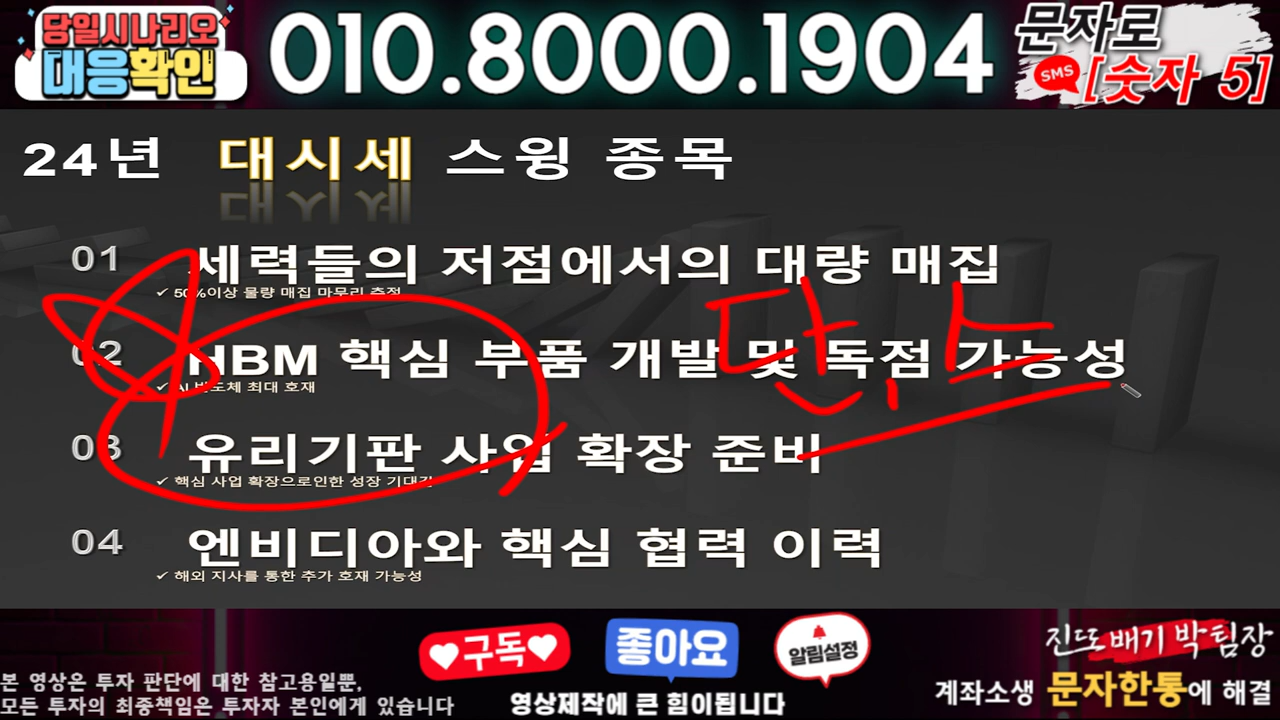 당일시나리오
대응확인
010.8000.1904
문자로
SMS
[숫자 5]
24년 대시세 스윙 종목
01 세력들의 저점에서의 대량 매집
✓ 50%이상 물량 매집 마무리 추정
02 HBM 핵심 부품 개발 및 독점 가능성
✓ AI 반도체 최대 호재
단, 스
03 유리기판 사업 확장 준비
✓ 핵심 사업 확장으로인한 성장 기대감
04 엔비디아와 핵심 협력 이력
✓ 해외 지사를 통한 추가 호재 가능성
구독
좋아요
알림설정
영상제작에 큰 힘이됩니다
본 영상은 투자 판단에 대한 참고용일뿐,
모든 투자의 최종책임은 투자자 본인에게 있습니다
진또배기 박팀장
계좌소생 문자한통에 해결